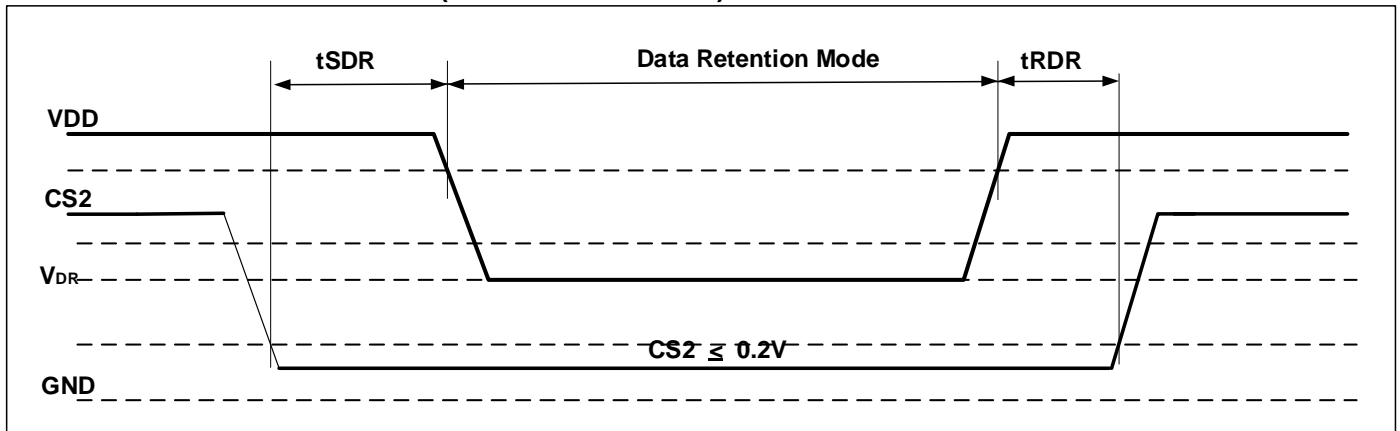 tSDR
Data Retention Mode
tRDR
VDD
CS2
VDR
CS2 ≤ 0.2V
GND